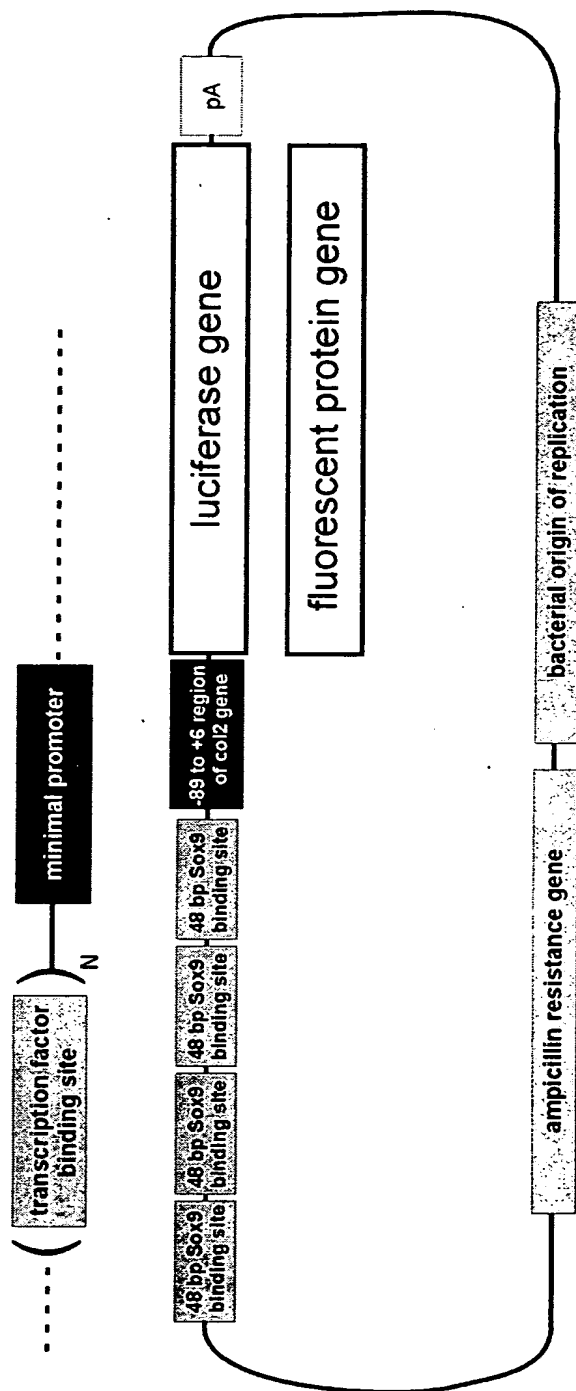 transcription factor
binding site
N
minimal promoter
48 bp Sox9
binding site
48 bp Sox9
binding site
48 bp Sox9
binding site
48 bp Sox9
binding site
-89 to +6 region
of col2 gene
luciferase gene
pA
fluorescent protein gene
ampicillin resistance gene
bacterial origin of replication